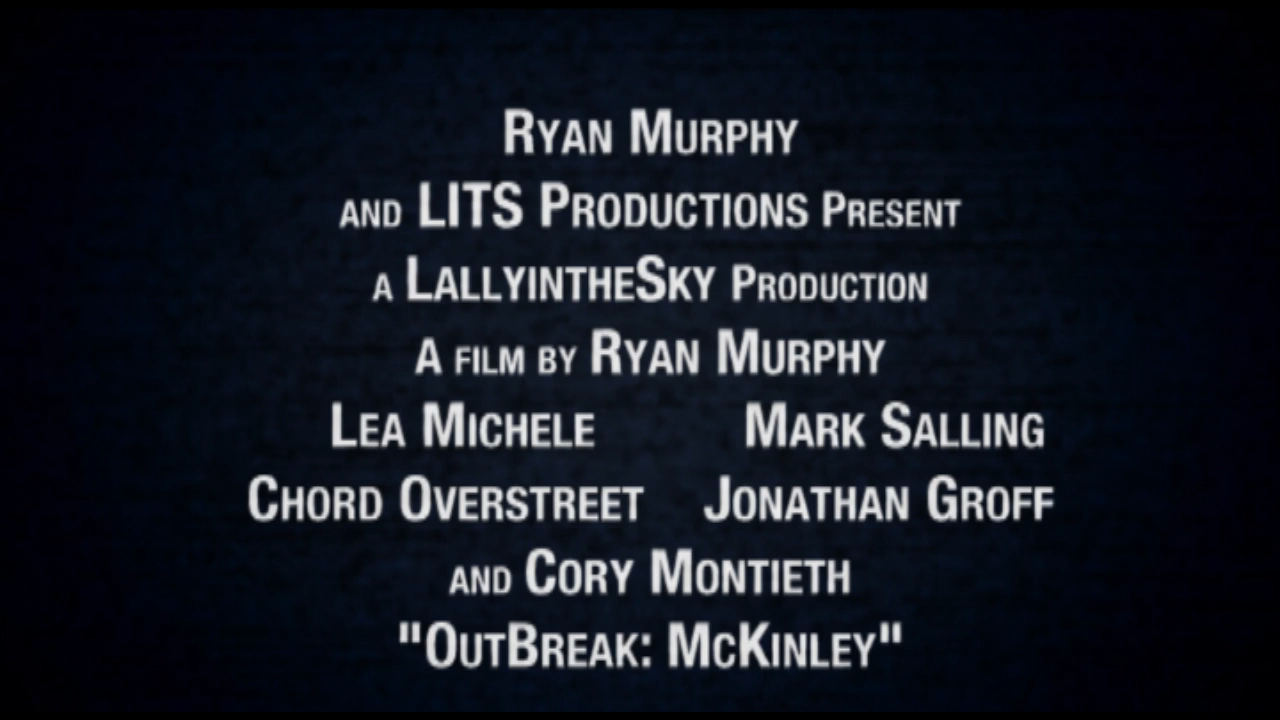 Ryan Murphy
and LITS Productions Present
a LallyintheSky Production
A film by Ryan Murphy
Lea Michele Mark Salling
Chord Overstreet Jonathan Groff
and Cory Montieth
"OutBreak: McKinley"